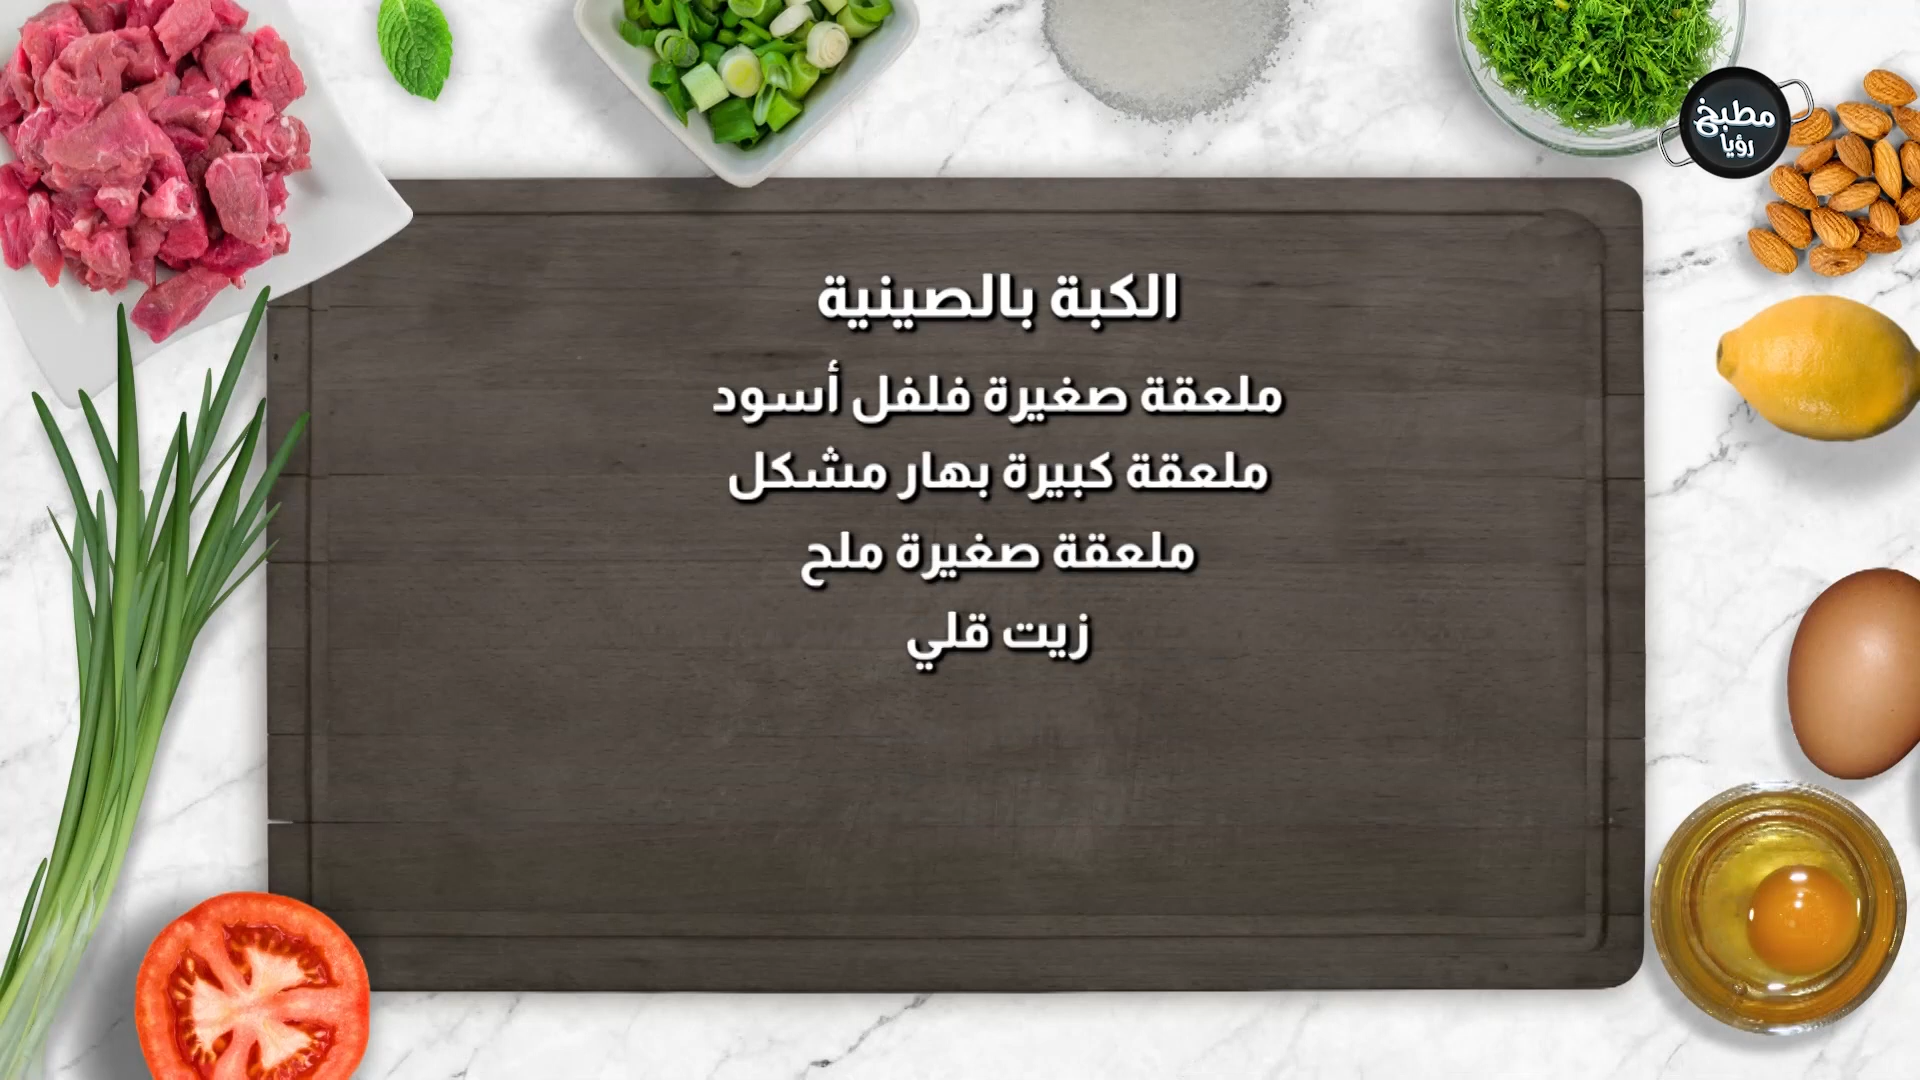 مطبخ
رؤيا
الكبة بالصينية
ملعقة صغيرة فلفل أسود
ملعقة كبيرة بهار مشكل
ملعقة صغيرة ملح
زيت قلي